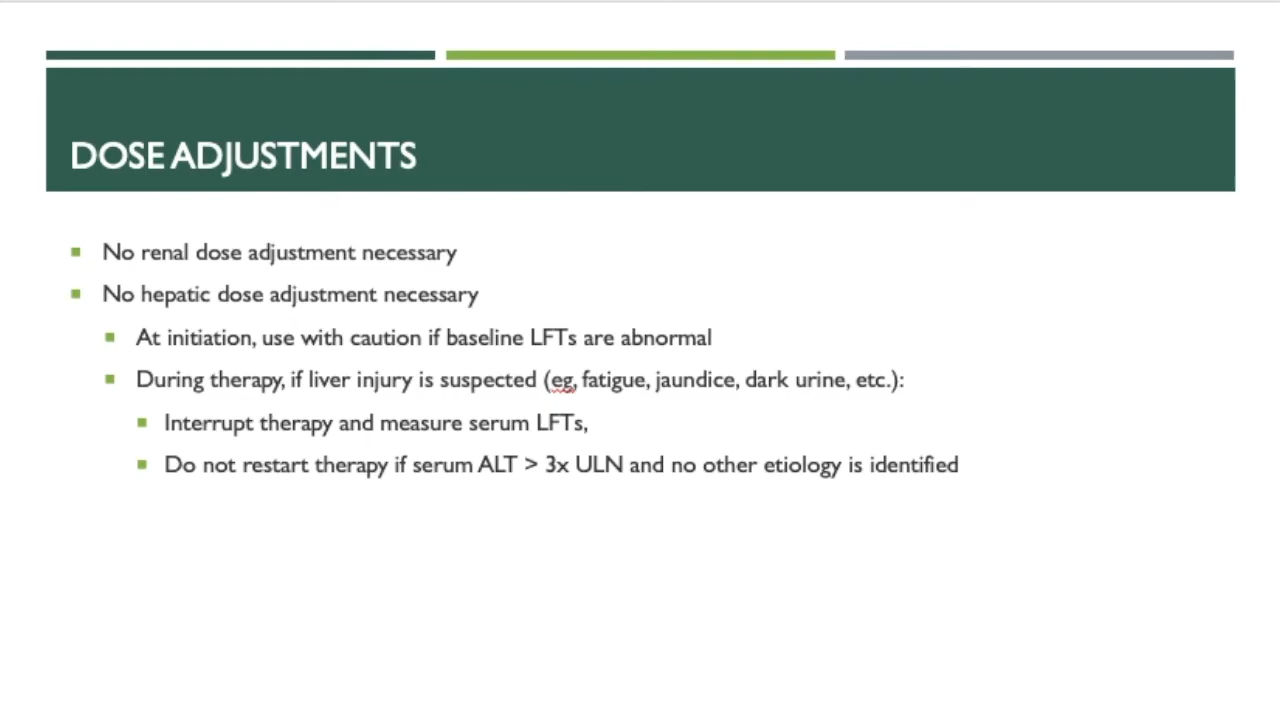 DOSE ADJUSTMENTS
No renal dose adjustment necessary
No hepatic dose adjustment necessary
At initiation, use with caution if baseline LFTs are abnormal
During therapy, if liver injury is suspected (eg, fatigue, jaundice, dark urine, etc.):
Interrupt therapy and measure serum LFTs,
Do not restart therapy if serum ALT > 3x ULN and no other etiology is identified